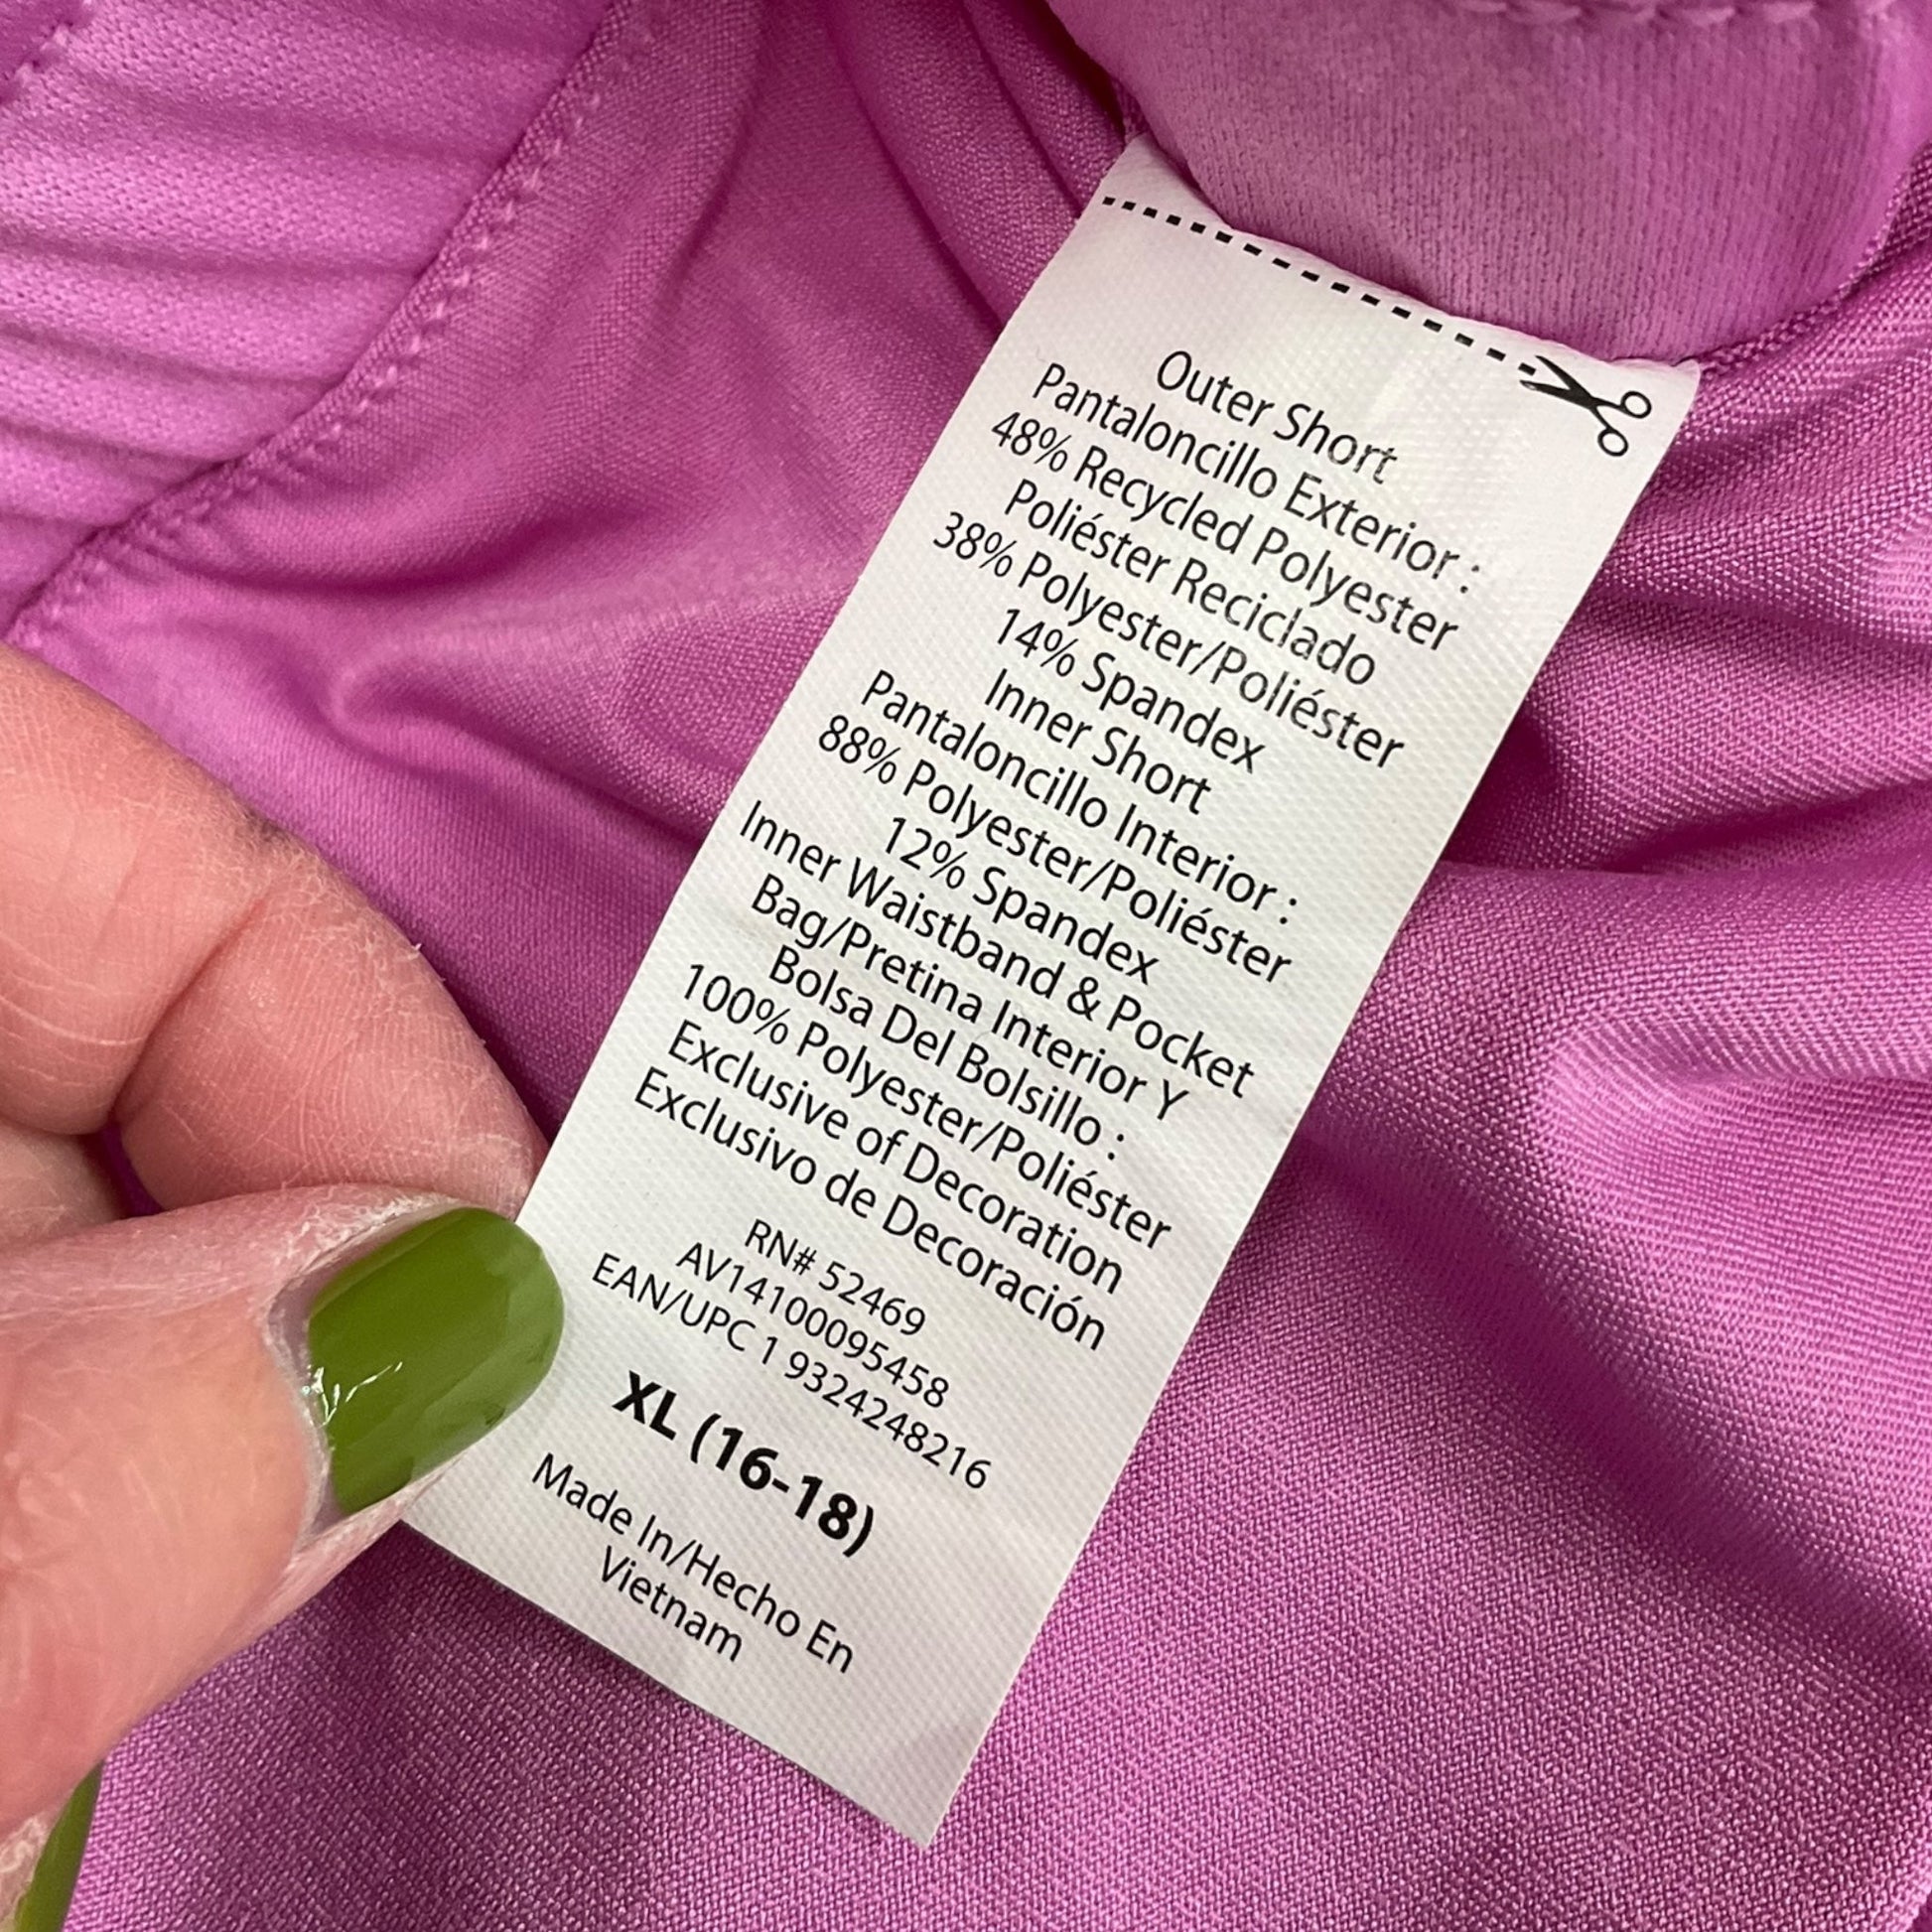 Outer Short
Pantaloncillo Exterior :
48% Recycled Polyester
Poliéster Reciclado
38% Polyester/Poliéster
14% Spandex
Inner Short
Pantaloncillo Interior :
88% Polyester/Poliéster
12% Spandex
Inner Waistband & Pocket
Bag/Pretina Interior Y
Bolsa Del Bolsillo :
100% Polyester/Poliéster
Exclusive of Decoration
Exclusivo de Decoración
RN# 52469
AV14100095458
EAN/UPC 1 9324248216
XL (16-18)
Made In/Hecho En
Vietnam